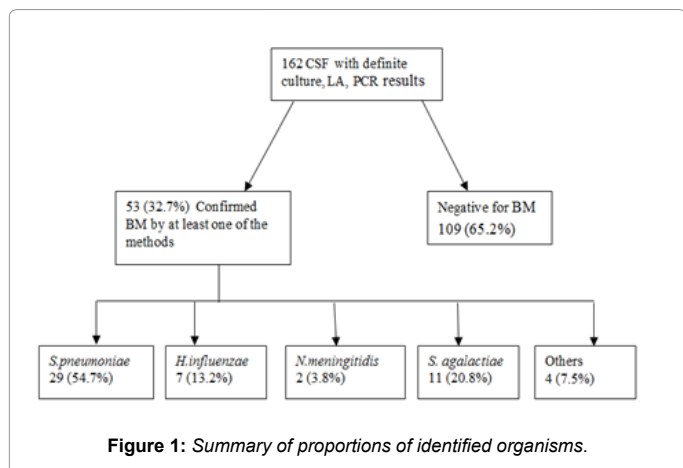 162 CSF with definite
culture, LA, PCR results
53 (32.7%) Confirmed
BM by at least one of the
methods
Negative for BM
109 (65.2%)
S.pneumoniae
29 (54.7%)
H.influenzae
7 (13.2%)
N.meningitidis
2 (3.8%)
S. agalactiae
11 (20.8%)
Others
4 (7.5%)
Figure 1: Summary of proportions of identified organisms.